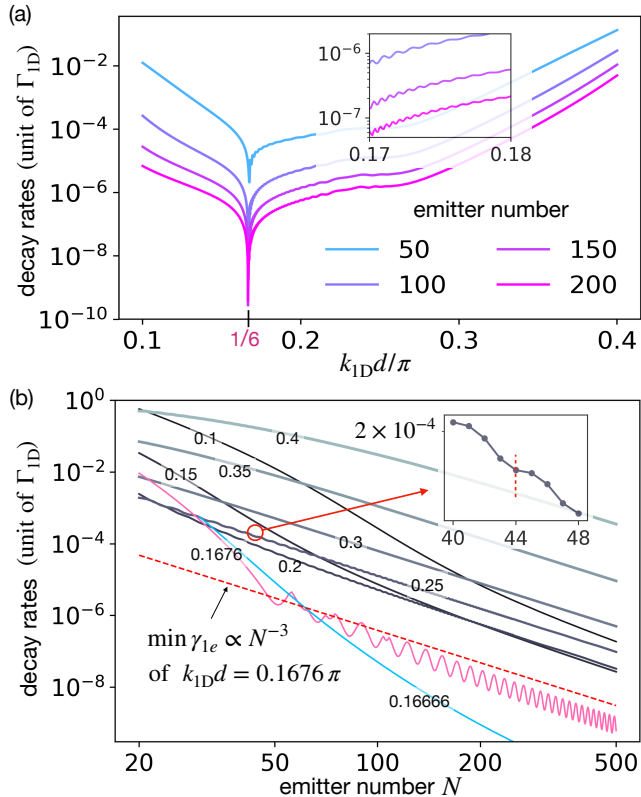 (a)
decay rates (unit of Γ₁D)
10⁻²
10⁻⁴
10⁻⁶
10⁻⁸
10⁻¹⁰
10⁻⁶
10⁻⁷
0.17 0.18
emitter number
50 150
100 200
0.1 1/6 0.2 0.3 0.4
k₁Dd/π
(b)
decay rates (unit of Γ₁D)
10⁰
10⁻²
10⁻⁴
10⁻⁶
10⁻⁸
2 × 10⁻⁴
40 44 48
0.1
0.4
0.15
0.35
0.3
0.1676
0.2
0.25
min γ₁ₑ ∝ N⁻³
of k₁Dd = 0.1676 π
0.16666
20 50 100 200 500
emitter number N